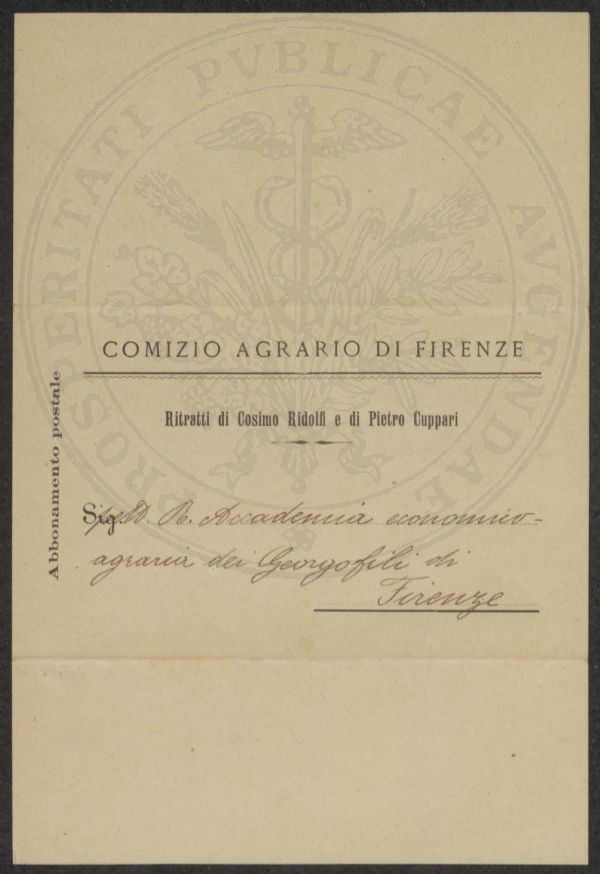 PROSPERITATI PVBLICAE AVGENDAE
COMIZIO AGRARIO DI FIRENZE
Abbonamento postale
Ritratti di Cosimo Ridolfi e di Pietro Cuppari
Sig. R. Accademia economico-
agraria dei Georgofili di
Firenze